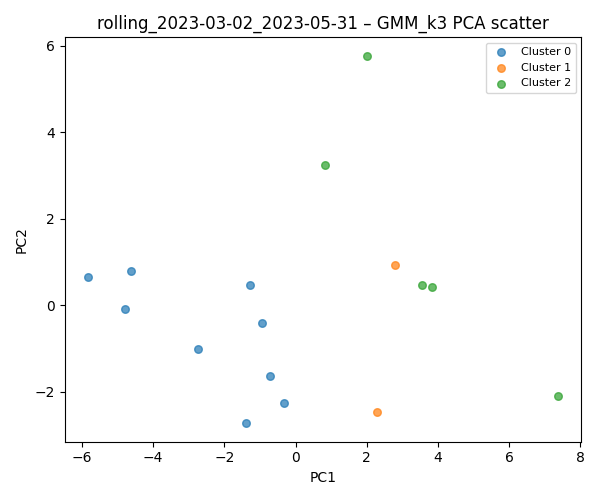 rolling_2023-03-02_2023-05-31 – GMM_k3 PCA scatter
Cluster 0
Cluster 1
Cluster 2
6
4
2
0
−2
PC2
−6
−4
−2
0
2
4
6
8
PC1